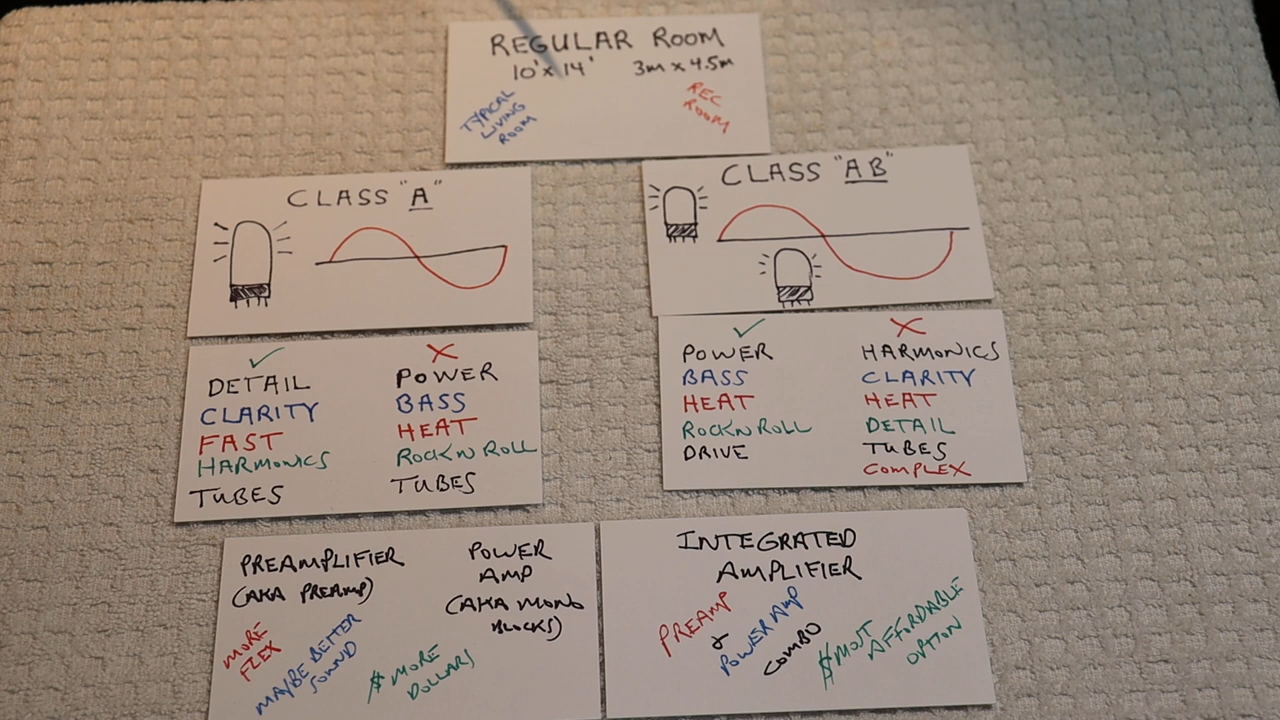 REGULAR ROOM
10' x 14' 3m x 4.5m
TYPICAL
LIVING
ROOM
REC
ROOM
CLASS "A"
CLASS "AB"
✓
DETAIL
CLARITY
FAST
HARMONICS
TUBES
X
POWER
BASS
HEAT
ROCK N ROLL
TUBES
✓
POWER
BASS
HEAT
ROCK N ROLL
DRIVE
X
HARMONICS
CLARITY
HEAT
DETAIL
TUBES
COMPLEX
PREAMPLIFIER
(AKA PREAMP)
POWER
AMP
(AKA MONO
BLOCKS)
MORE
FLEX
MAYBE BETTER
SOUND
$ MORE
DOLLARS
INTEGRATED
AMPLIFIER
PREAMP
&
POWER AMP
COMBO
$ MOST
AFFORDABLE
OPTION